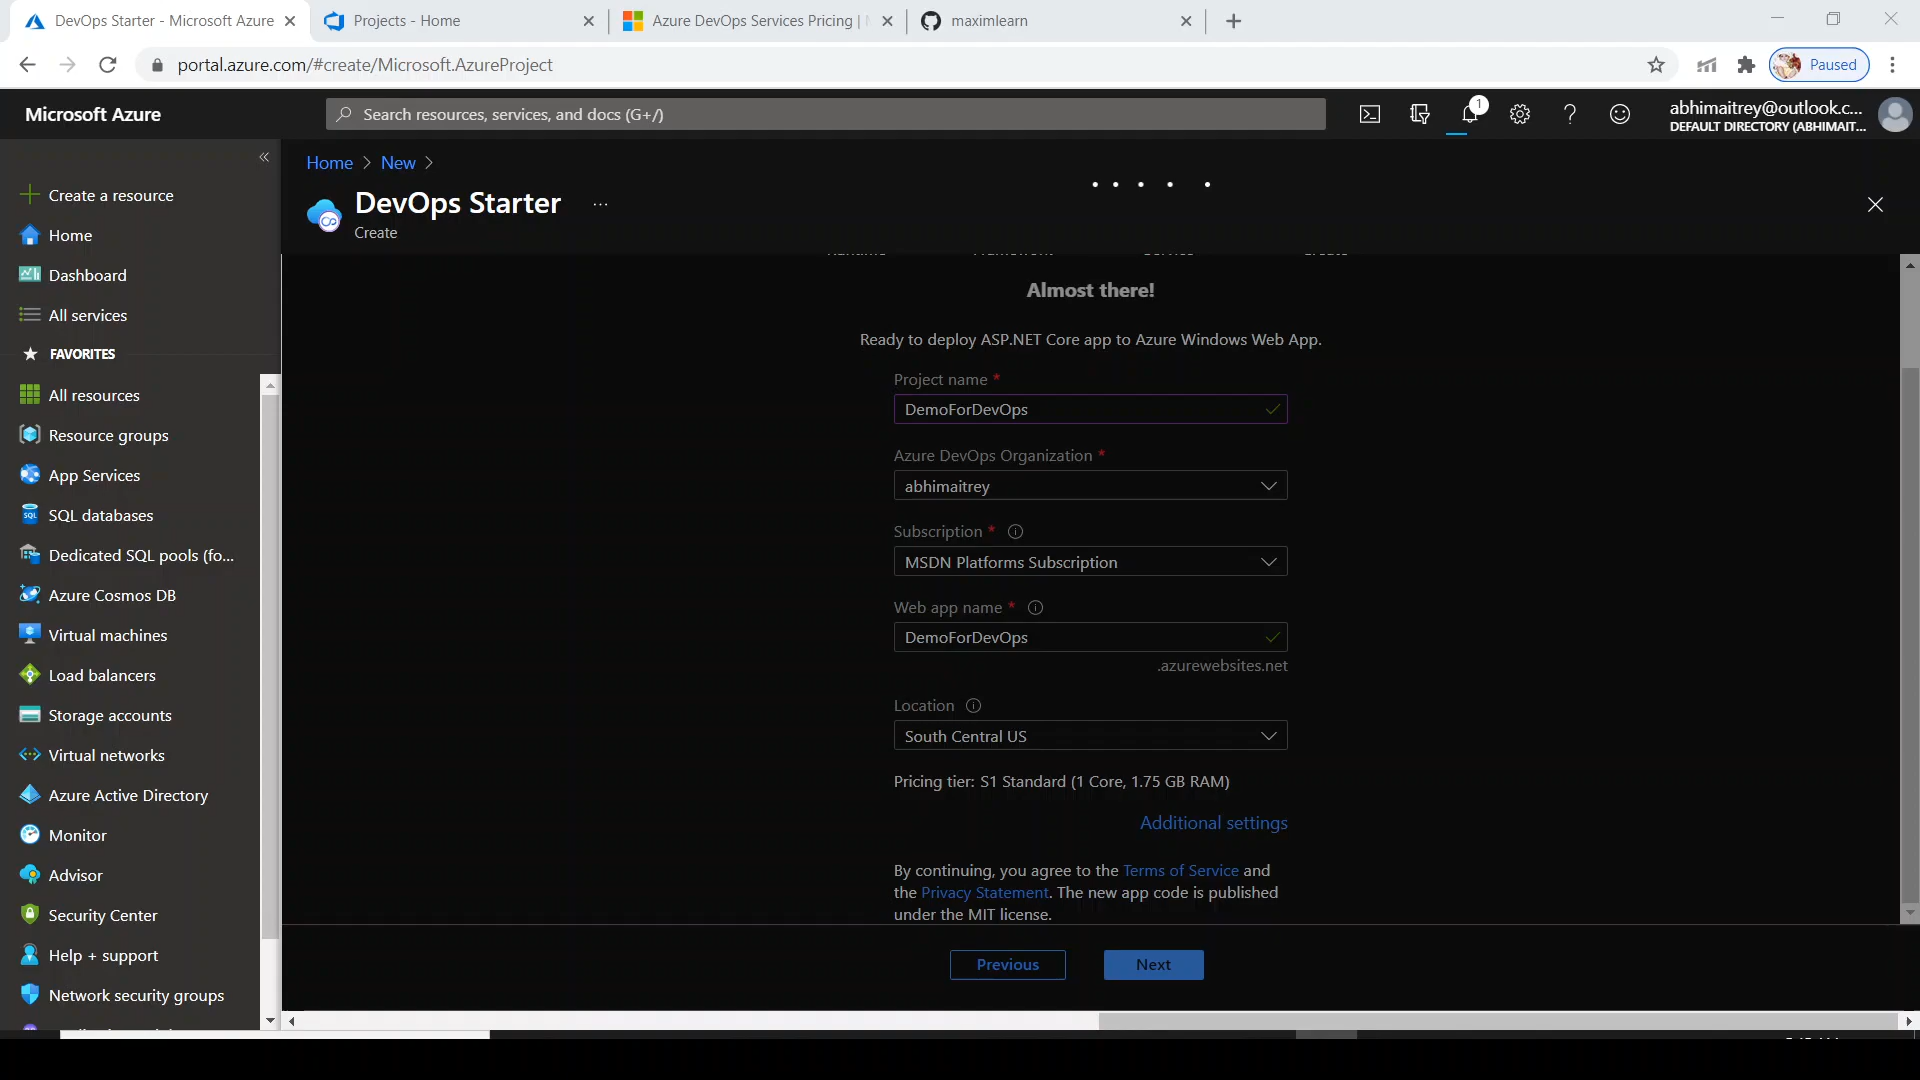 DevOps Starter - Microsoft Azure
Projects - Home
Azure DevOps Services Pricing |
maximlearn
portal.azure.com/#create/Microsoft.AzureProject
Paused
Microsoft Azure
Search resources, services, and docs (G+/)
1
abhimaitrey@outlook.c...
DEFAULT DIRECTORY (ABHIMAIT...
Create a resource
Home
Dashboard
All services
FAVORITES
All resources
Resource groups
App Services
SQL databases
Dedicated SQL pools (fo...
Azure Cosmos DB
Virtual machines
Load balancers
Storage accounts
Virtual networks
Azure Active Directory
Monitor
Advisor
Security Center
Help + support
Network security groups
Home > New >
DevOps Starter ...
Create
Almost there!
Ready to deploy ASP.NET Core app to Azure Windows Web App.
Project name *
DemoForDevOps
Azure DevOps Organization *
abhimaitrey
Subscription *
MSDN Platforms Subscription
Web app name *
DemoForDevOps
.azurewebsites.net
Location
South Central US
Pricing tier: S1 Standard (1 Core, 1.75 GB RAM)
Additional settings
By continuing, you agree to the Terms of Service and
the Privacy Statement. The new app code is published
under the MIT license.
Previous
Next